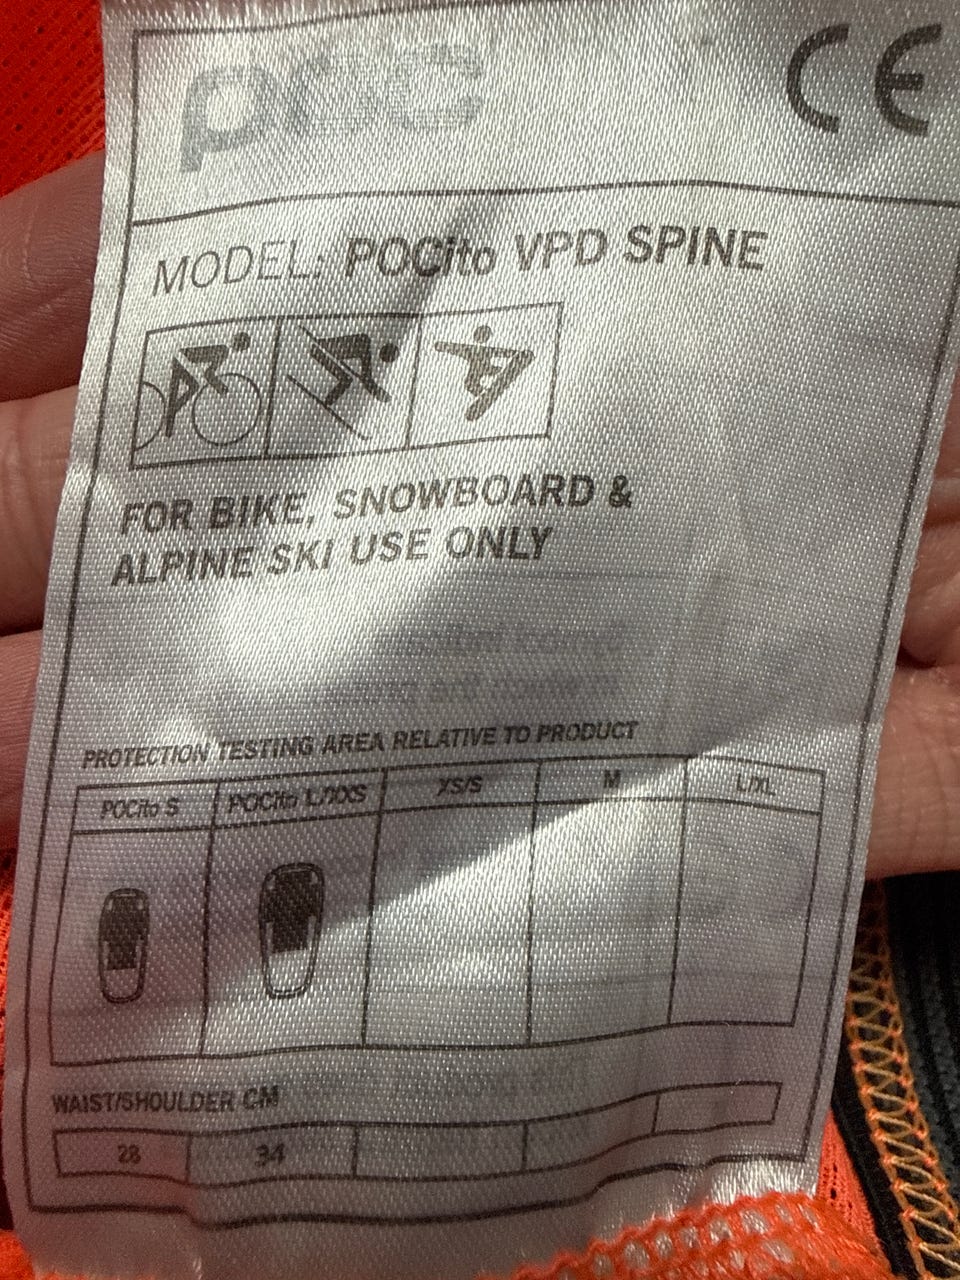 POC CE
MODEL: POCito VPD SPINE
FOR BIKE, SNOWBOARD &
ALPINE SKI USE ONLY
PROTECTION TESTING AREA RELATIVE TO PRODUCT
POCito S POCito L/XXS XS/S M L/XL
WAIST/SHOULDER CM
28 34